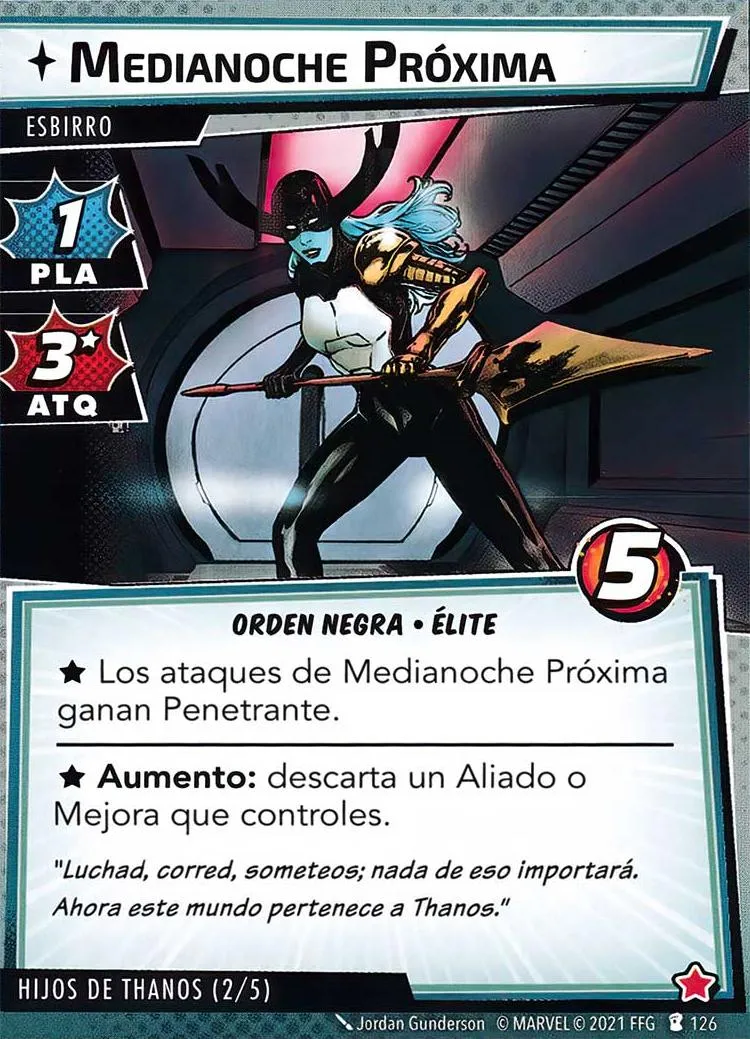 MEDIANOCHE PRÓXIMA
ESBIRRO
1
PLA
3
ATQ
5
ORDEN NEGRA • ÉLITE
★ Los ataques de Medianoche Próxima
ganan Penetrante.
★ Aumento: descarta un Aliado o
Mejora que controles.
"Luchad, corred, someteos; nada de eso importará.
Ahora este mundo pertenece a Thanos."
HIJOS DE THANOS (2/5)
Jordan Gunderson © MARVEL © 2021 FFG 126